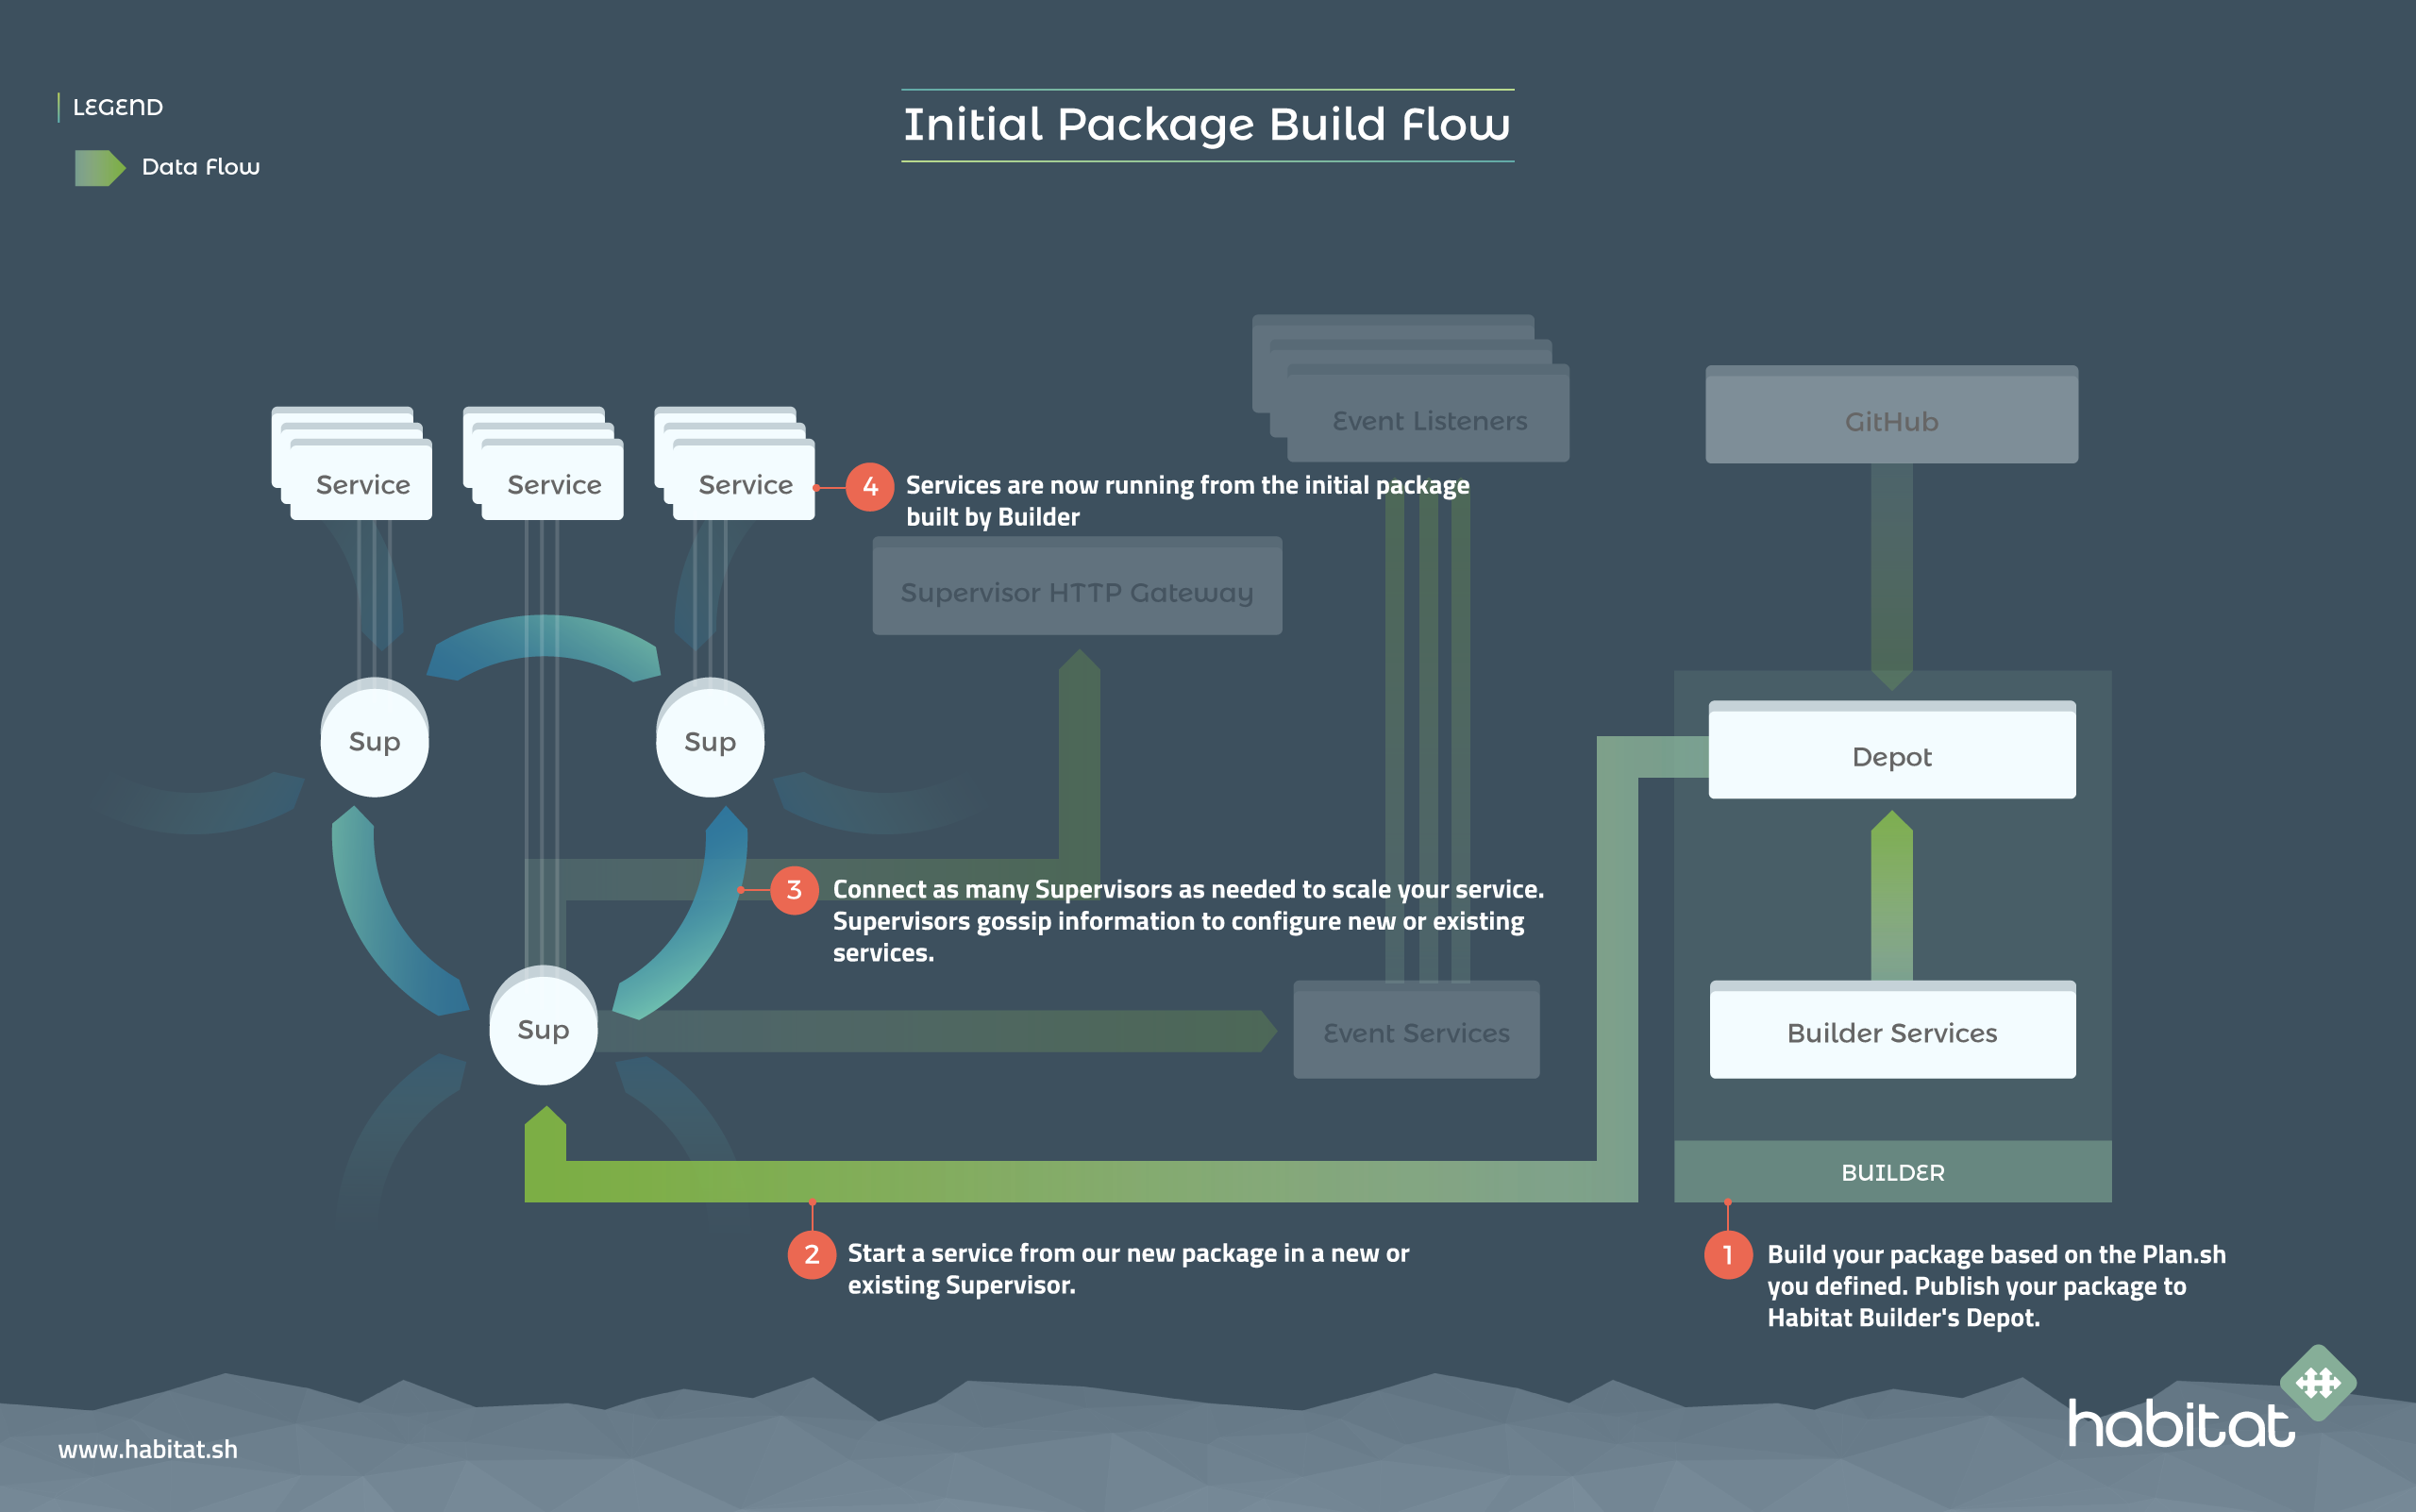 LEGEND
Data Flow
Initial Package Build Flow
Event Listeners
GitHub
Service
Service
Service
4
Services are now running from the initial package
built by Builder
Supervisor HTTP Gateway
Sup
Sup
Depot
3
Connect as many Supervisors as needed to scale your service.
Supervisors gossip information to configure new or existing
services.
Sup
Event Services
Builder Services
BUILDER
2
Start a service from our new package in a new or
existing Supervisor.
1
Build your package based on the Plan.sh
you defined. Publish your package to
Habitat Builder's Depot.
www.habitat.sh
habitat